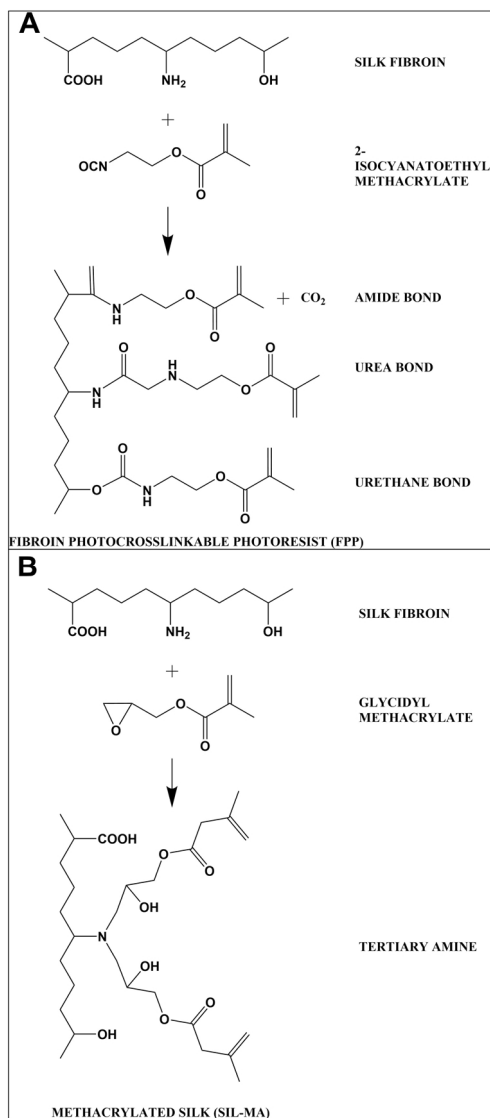 A
COOH
NH2
OH
SILK FIBROIN
+
OCN
O
O
2-
ISOCYANATOETHYL
METHACRYLATE
N
H
O
O
+ CO2
AMIDE BOND
O
N
H
H
N
O
O
UREA BOND
O
O
N
H
O
O
URETHANE BOND
FIBROIN PHOTOCROSSLINKABLE PHOTORESIST (FPP)
B
COOH
NH2
OH
SILK FIBROIN
+
O
O
O
GLYCIDYL
METHACRYLATE
COOH
O
O
OH
N
OH
O
O
OH
TERTIARY AMINE
METHACRYLATED SILK (SIL-MA)